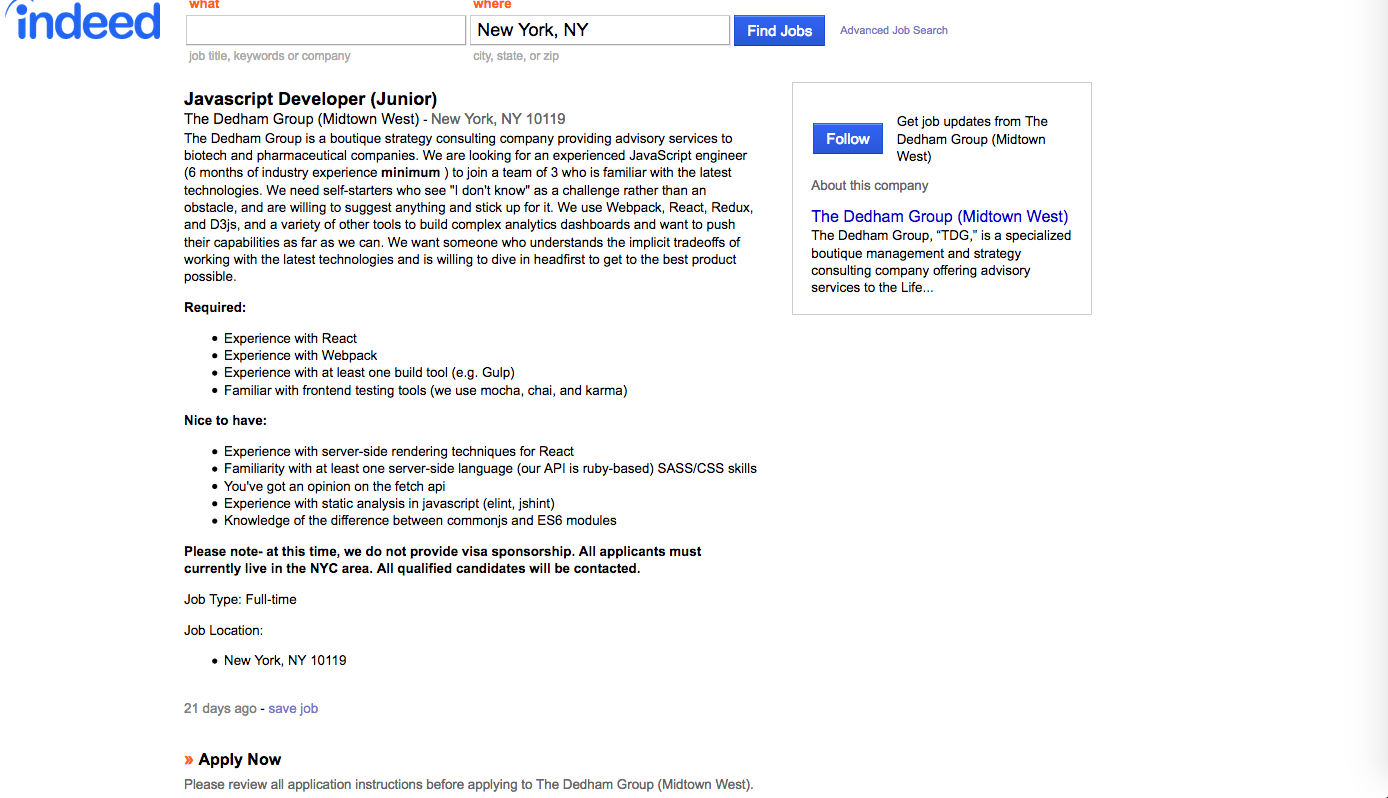 indeed
what
where
New York, NY
Find Jobs
Advanced Job Search
job title, keywords or company
city, state, or zip
Javascript Developer (Junior)
The Dedham Group (Midtown West) - New York, NY 10119
The Dedham Group is a boutique strategy consulting company providing advisory services to
biotech and pharmaceutical companies. We are looking for an experienced JavaScript engineer
(6 months of industry experience minimum ) to join a team of 3 who is familiar with the latest
technologies. We need self-starters who see "I don't know" as a challenge rather than an
obstacle, and are willing to suggest anything and stick up for it. We use Webpack, React, Redux,
and D3js, and a variety of other tools to build complex analytics dashboards and want to push
their capabilities as far as we can. We want someone who understands the implicit tradeoffs of
working with the latest technologies and is willing to dive in headfirst to get to the best product
possible.
Required:
• Experience with React
• Experience with Webpack
• Experience with at least one build tool (e.g. Gulp)
• Familiar with frontend testing tools (we use mocha, chai, and karma)
Nice to have:
• Experience with server-side rendering techniques for React
• Familiarity with at least one server-side language (our API is ruby-based) SASS/CSS skills
• You've got an opinion on the fetch api
• Experience with static analysis in javascript (elint, jshint)
• Knowledge of the difference between commonjs and ES6 modules
Please note- at this time, we do not provide visa sponsorship. All applicants must
currently live in the NYC area. All qualified candidates will be contacted.
Job Type: Full-time
Job Location:
• New York, NY 10119
21 days ago - save job
» Apply Now
Please review all application instructions before applying to The Dedham Group (Midtown West).
Follow
Get job updates from The
Dedham Group (Midtown
West)
About this company
The Dedham Group (Midtown West)
The Dedham Group, “TDG,” is a specialized
boutique management and strategy
consulting company offering advisory
services to the Life...